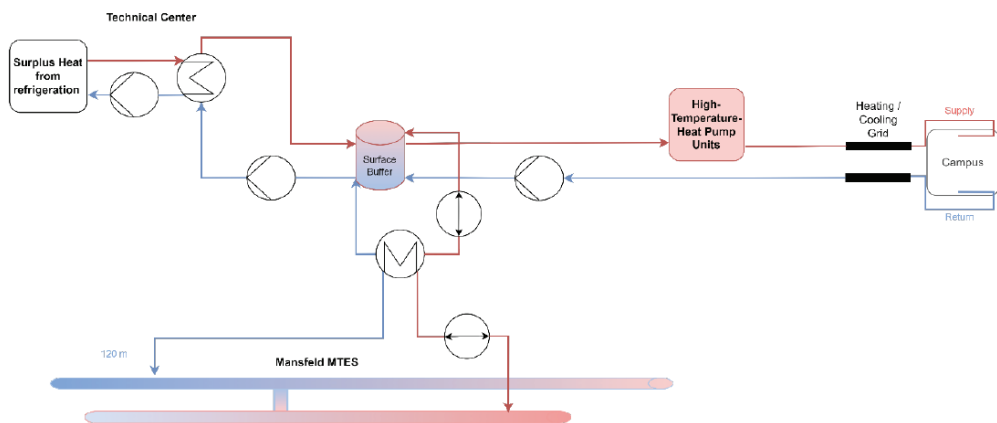 Technical Center
Surplus Heat
from
refrigeration
High-
Temperature-
Heat Pump
Units
Heating /
Cooling
Grid
Supply
Campus
Return
Surface
Buffer
120 m
Mansfeld MTES